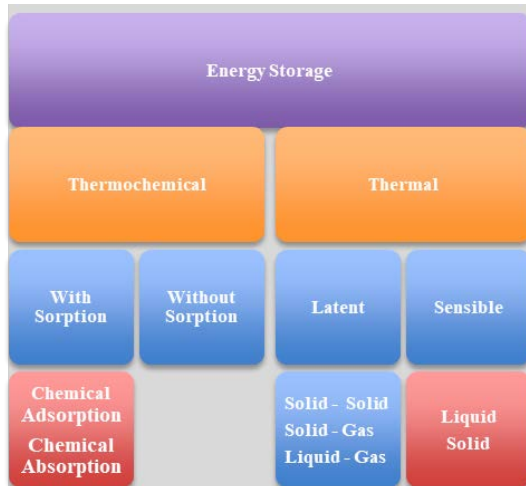 Energy Storage
Thermochemical
Thermal
With
Sorption
Without
Sorption
Latent
Sensible
Chemical
Adsorption
Chemical
Absorption
Solid - Solid
Solid - Gas
Liquid - Gas
Liquid
Solid